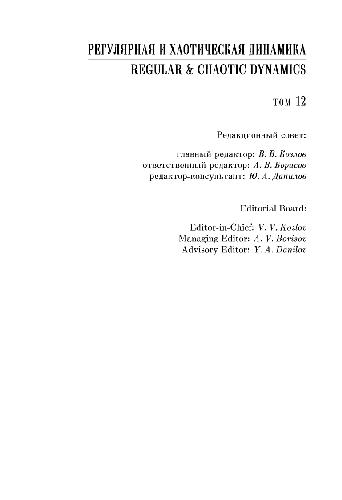 РЕГУЛЯРНАЯ И ХАОТИЧЕСКАЯ ДИНАМИКА
REGULAR & CHAOTIC DYNAMICS
ТОМ 12
Редакционный совет:
главный редактор: В. В. Козлов
ответственный редактор: А. В. Борисов
редактор-консультант: Ю. А. Данилов
Editorial Board:
Editor-in-Chief: V. V. Kozlov
Managing Editor: A. V. Borisov
Advisory Editor: Y. A. Danilov